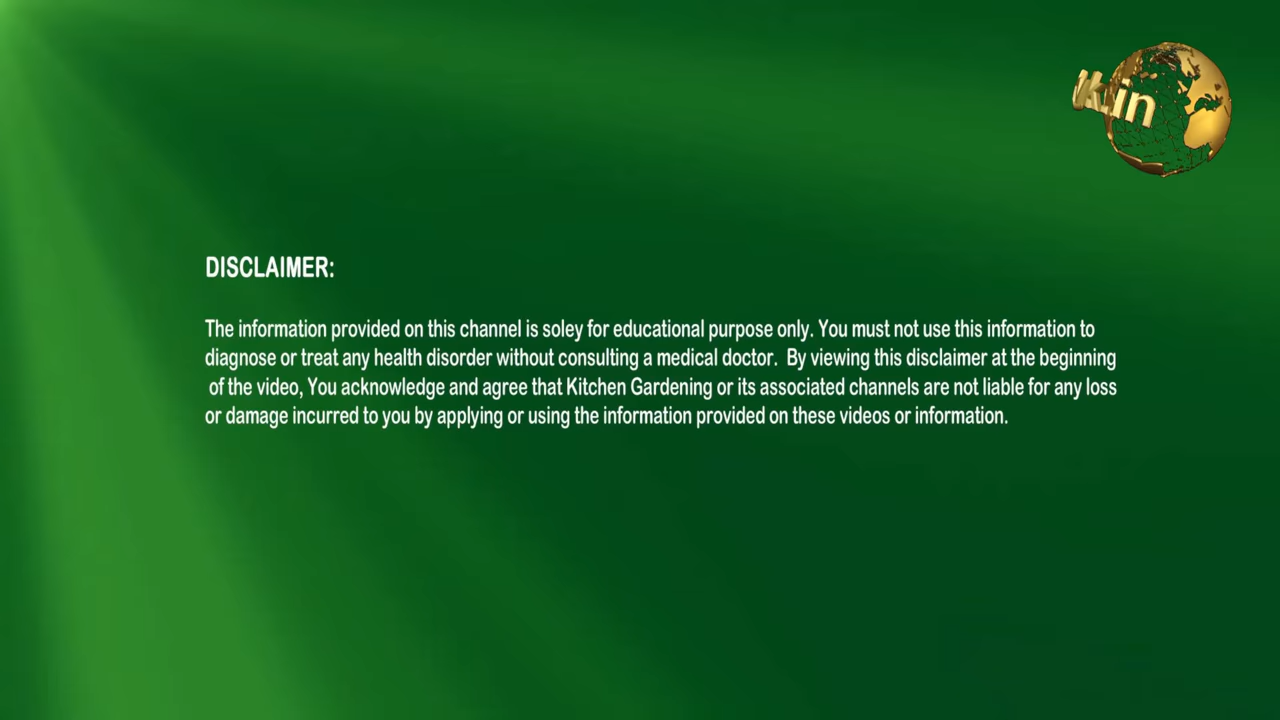 DISCLAIMER:
The information provided on this channel is soley for educational purpose only. You must not use this information to
diagnose or treat any health disorder without consulting a medical doctor. By viewing this disclaimer at the beginning
of the video, You acknowledge and agree that Kitchen Gardening or its associated channels are not liable for any loss
or damage incurred to you by applying or using the information provided on these videos or information.